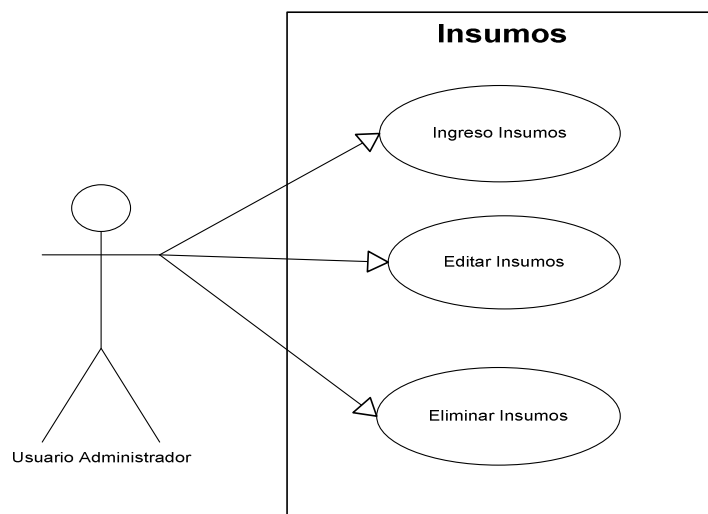 Insumos
Ingreso Insumos
Editar Insumos
Eliminar Insumos
Usuario Administrador